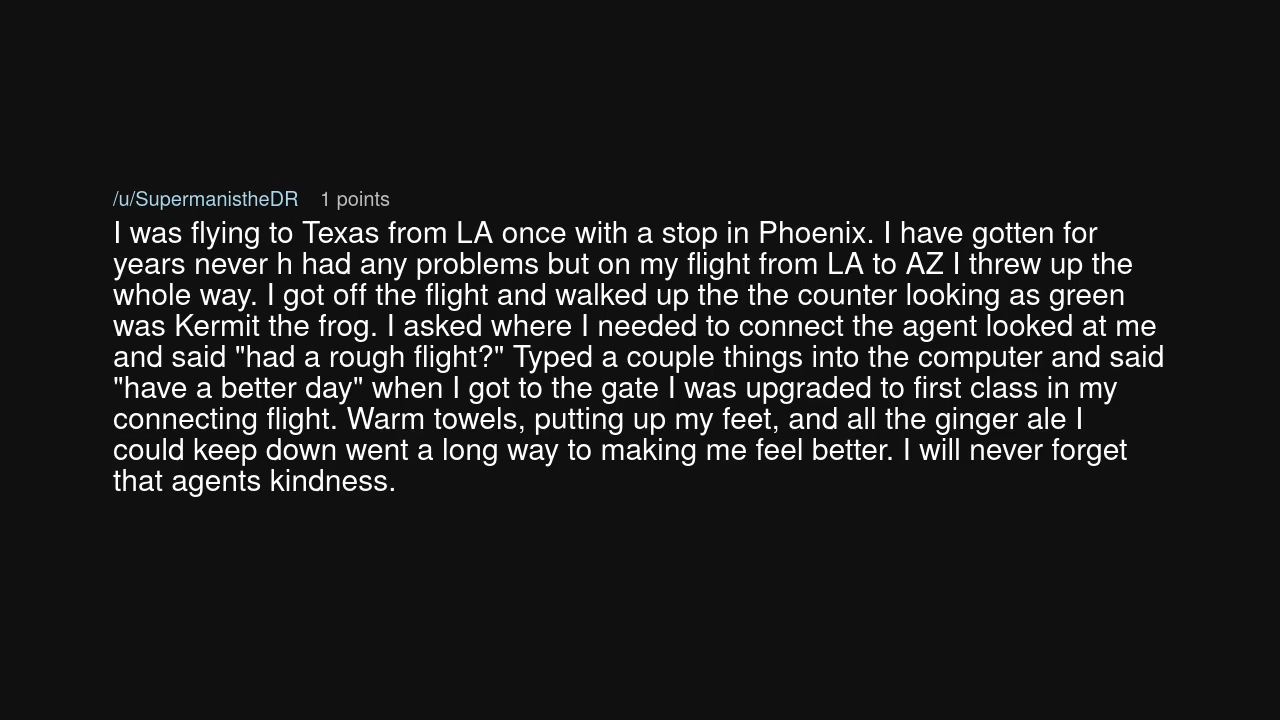 /u/SupermanistheDR 1 points
I was flying to Texas from LA once with a stop in Phoenix. I have gotten for
years never h had any problems but on my flight from LA to AZ I threw up the
whole way. I got off the flight and walked up the the counter looking as green
was Kermit the frog. I asked where I needed to connect the agent looked at me
and said "had a rough flight?" Typed a couple things into the computer and said
"have a better day" when I got to the gate I was upgraded to first class in my
connecting flight. Warm towels, putting up my feet, and all the ginger ale I
could keep down went a long way to making me feel better. I will never forget
that agents kindness.